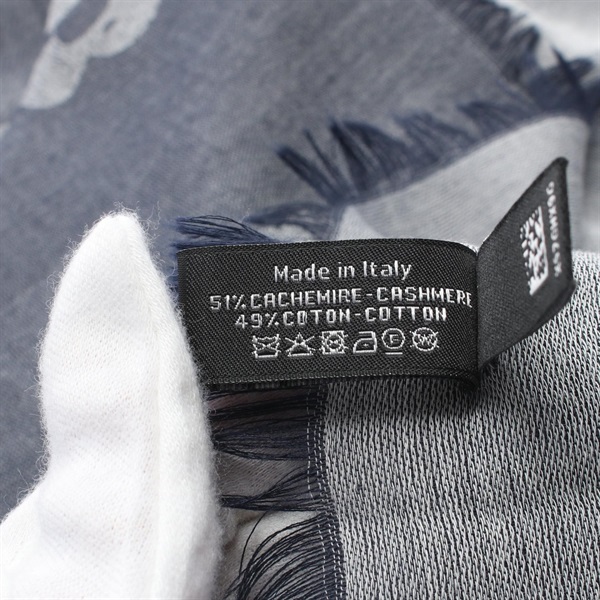 Made in Italy
51%CACHEMIRE-CASHMERE
49%COTON-COTTON